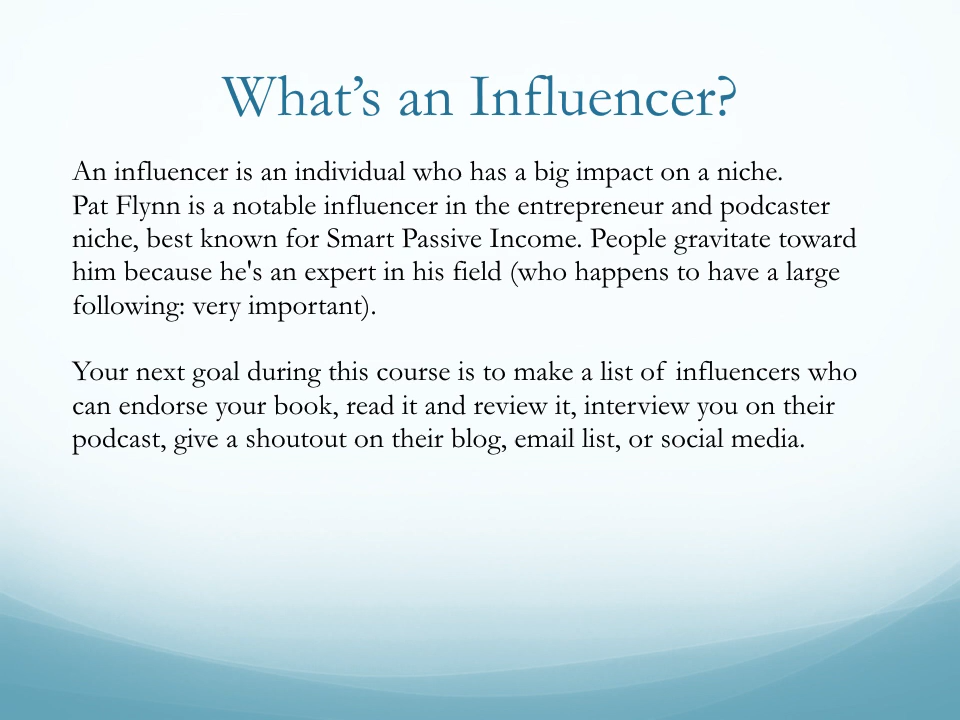 What’s an Influencer?
An influencer is an individual who has a big impact on a niche.
Pat Flynn is a notable influencer in the entrepreneur and podcaster
niche, best known for Smart Passive Income. People gravitate toward
him because he's an expert in his field (who happens to have a large
following: very important).
Your next goal during this course is to make a list of influencers who
can endorse your book, read it and review it, interview you on their
podcast, give a shoutout on their blog, email list, or social media.